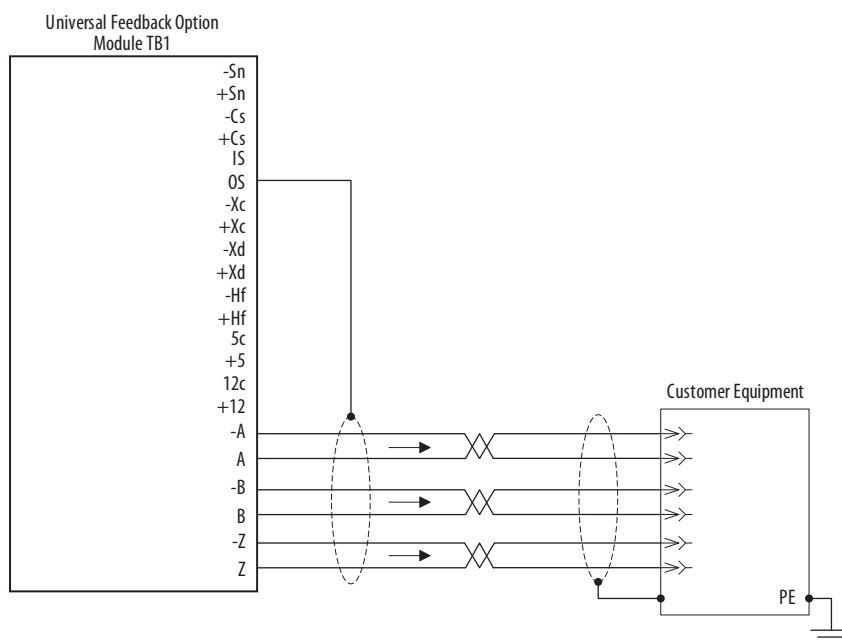 Universal Feedback Option
Module TB1
-Sn
+Sn
-Cs
+Cs
IS
OS
-Xc
+Xc
-Xd
+Xd
-Hf
+Hf
5c
+5
12c
+12
-A
A
-B
B
-Z
Z
Customer Equipment
PE